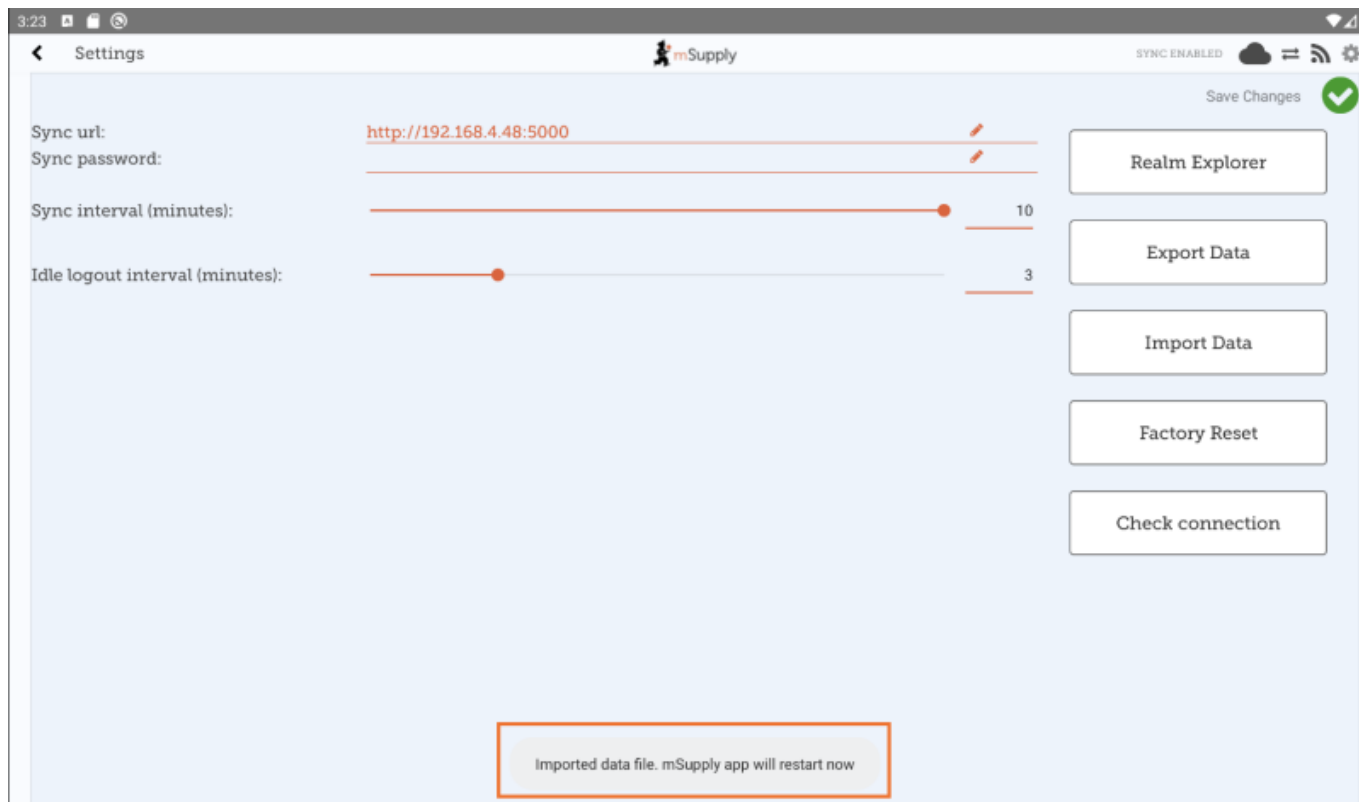 3:23
Settings
mSupply
SYNC ENABLED
Save Changes
Sync url:
http://192.168.4.48:5000
Sync password:
Sync interval (minutes):
10
Idle logout interval (minutes):
3
Realm Explorer
Export Data
Import Data
Factory Reset
Check connection
Imported data file. mSupply app will restart now